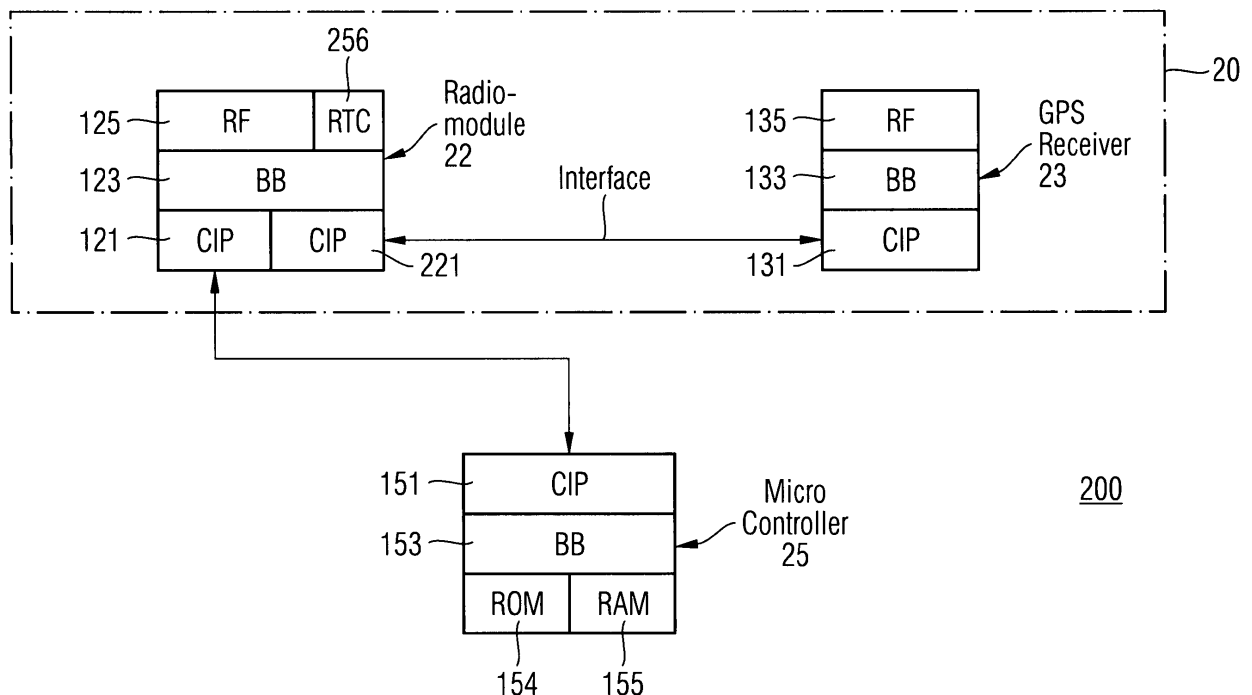 256
20
125
RF
RTC
Radio-
module
22
135
RF
GPS
Receiver
23
123
BB
Interface
133
BB
121
CIP
CIP
221
131
CIP
151
CIP
Micro
Controller
25
200
153
BB
ROM
RAM
154
155